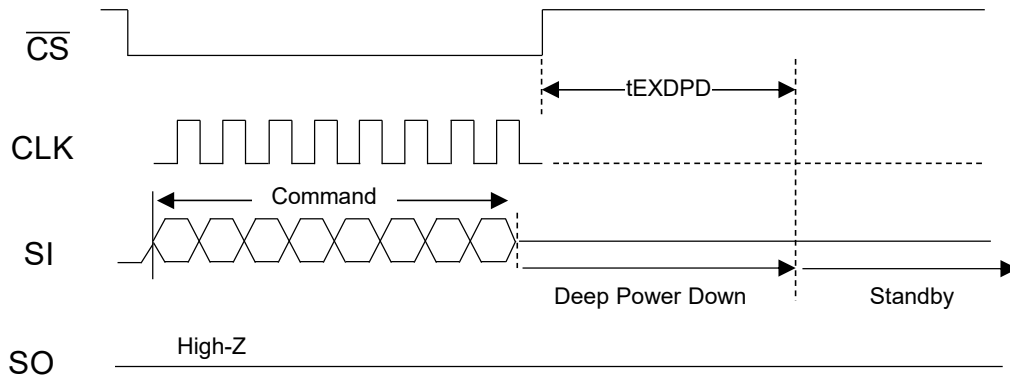 CS
tEXDPD
CLK
Command
SI
Deep Power Down
Standby
High-Z
SO